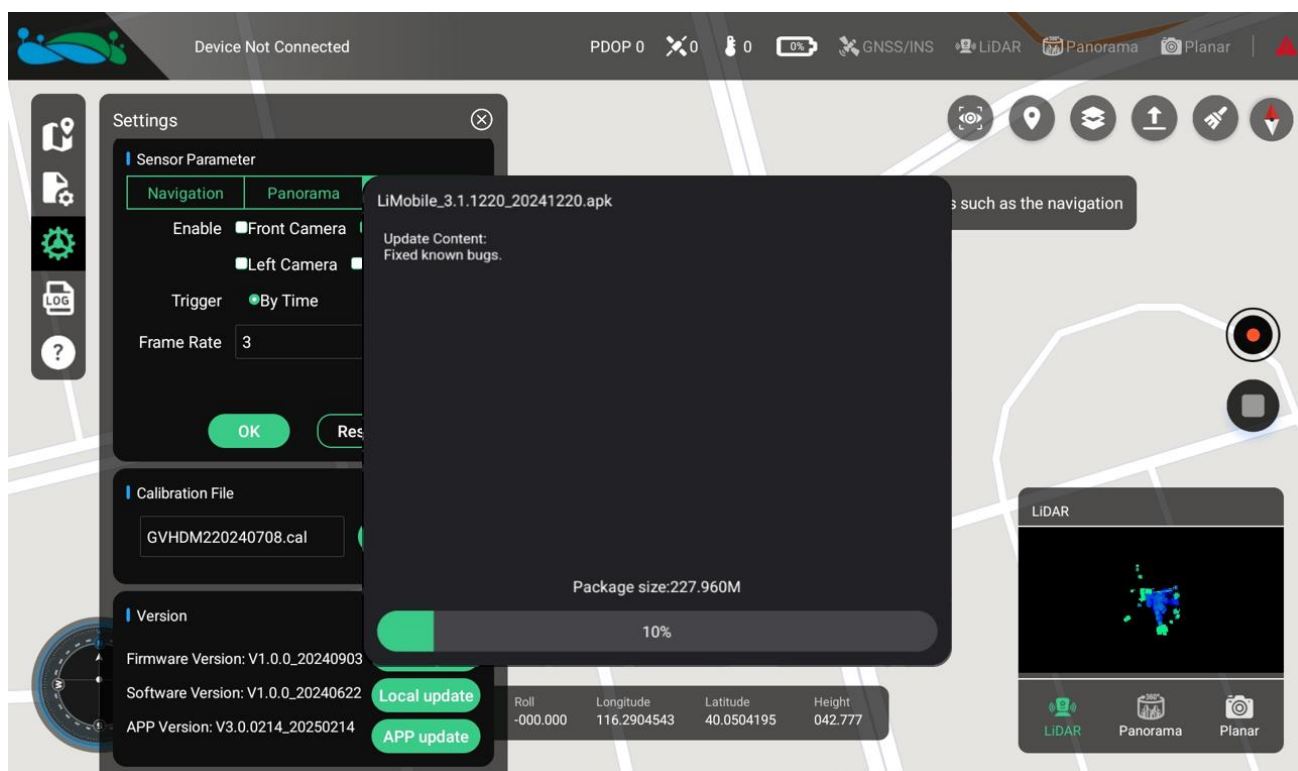 Device Not Connected
PDOP 0
0
0
0%
GNSS/INS
LiDAR
Panorama
Planar
Settings
Sensor Parameter
Navigation
Panorama
Enable
Front Camera
Left Camera
Trigger
By Time
Frame Rate
3
OK
Res
Calibration File
GVHDM220240708.cal
Version
Firmware Version: V1.0.0_20240903
Software Version: V1.0.0_20240622
Local update
APP Version: V3.0.0214_20250214
APP update
LOG
?
LiMobile_3.1.1220_20241220.apk
Update Content:
Fixed known bugs.
Package size:227.960M
10%
s such as the navigation
Roll
Longitude
Latitude
Height
-000.000
116.2904543
40.0504195
042.777
LiDAR
LiDAR
360°
Panorama
Planar
W
S